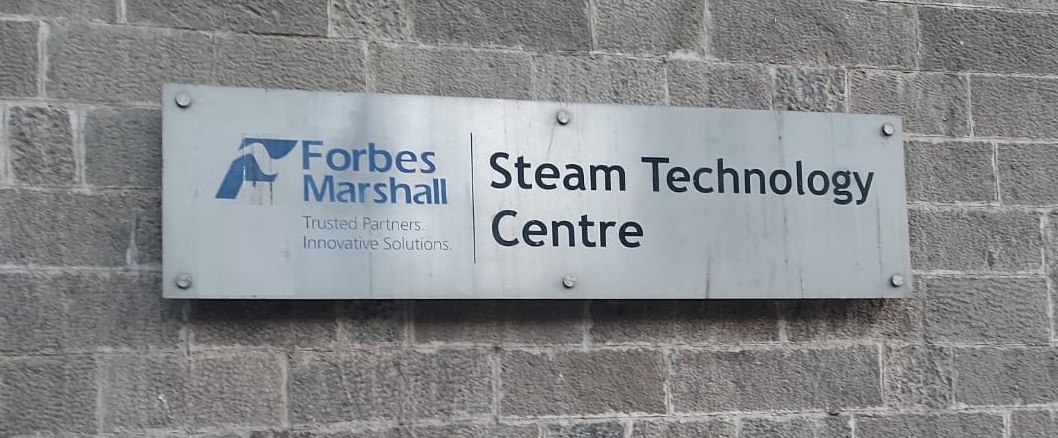 Forbes
Marshall
Trusted Partners.
Innovative Solutions.
Steam Technology
Centre